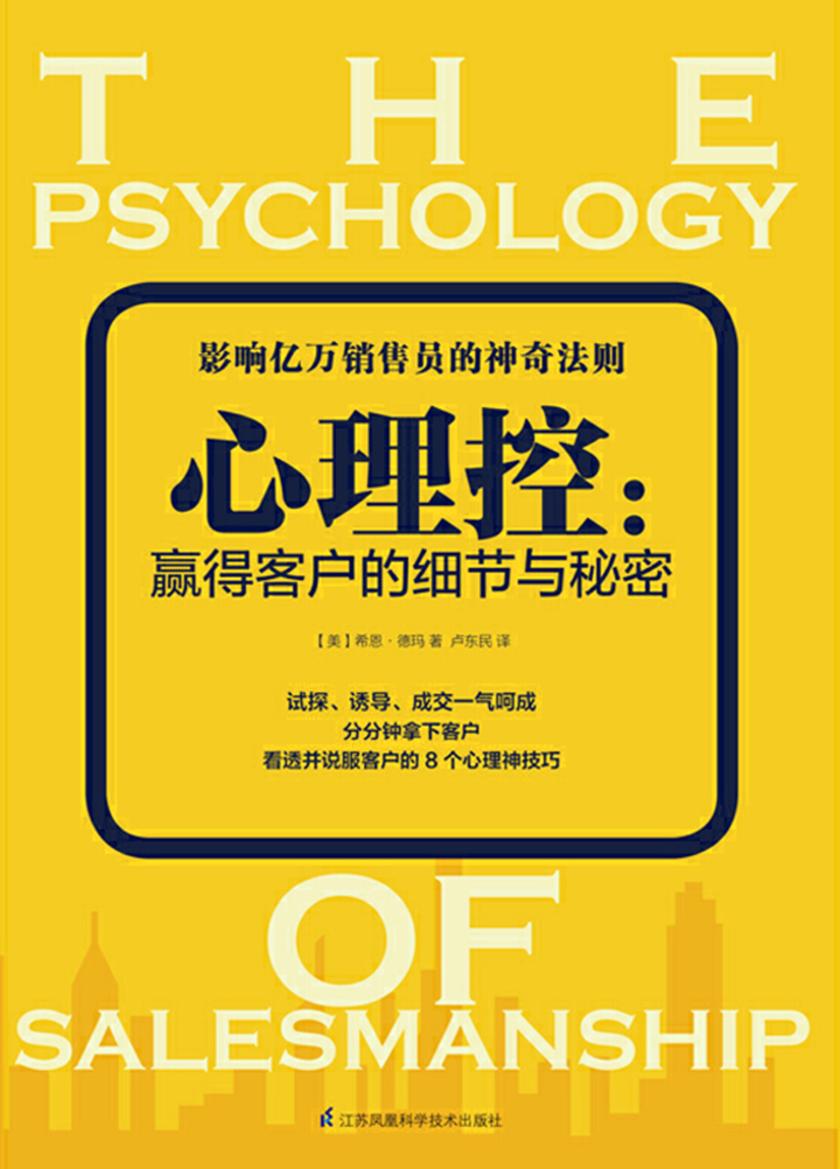 THE
PSYCHOLOGY
影响亿万销售员的神奇法则
心理控：
赢得客户的细节与秘密
【美】希恩·德玛 著 卢东民 译
试探、诱导、成交一气呵成
分分钟拿下客户
看透并说服客户的 8 个心理神技巧
OF
SALESMANSHIP
江苏凤凰科学技术出版社